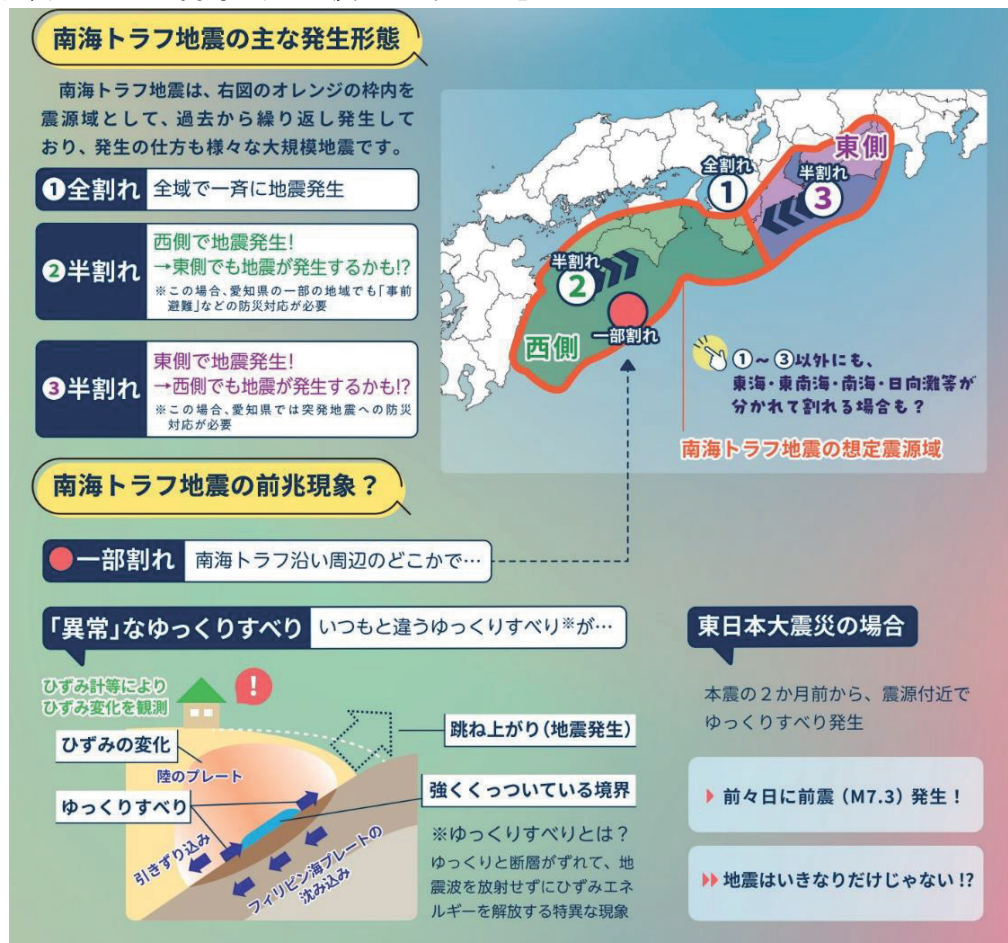 南海トラフ地震の主な発生形態
南海トラフ地震は、右図のオレンジの枠内を
震源域として、過去から繰り返し発生して
おり、発生の仕方も様々な大規模地震です。
❶全割れ
全域で一斉に地震発生
❷半割れ
西側で地震発生!
→東側でも地震が発生するかも!?
※この場合、愛知県の一部の地域でも「事前
避難」などの防災対応が必要
❸半割れ
東側で地震発生!
→西側でも地震が発生するかも!?
※この場合、愛知県では突発地震への防災
対応が必要
東側
全割れ
①
半割れ
③
半割れ
②
一部割れ
西側
①～③以外にも、
東海・東南海・南海・日向灘等が
分かれて割れる場合も？
南海トラフ地震の想定震源域
南海トラフ地震の前兆現象？
一部割れ
南海トラフ沿い周辺のどこかで…
「異常」なゆっくりすべり
いつもと違うゆっくりすべり※が…
ひずみ計等により
ひずみ変化を観測
!
ひずみの変化
陸のプレート
ゆっくりすべり
引きずり込み
フィリピン海プレートの
沈み込み
跳ね上がり(地震発生)
強くくっついている境界
※ゆっくりすべりとは？
ゆっくりと断層がずれて、地
震波を放射せずにひずみエネ
ルギーを解放する特異な現象
東日本大震災の場合
本震の２か月前から、震源付近で
ゆっくりすべり発生
前々日に前震（M7.3）発生！
地震はいきなりだけじゃない!?